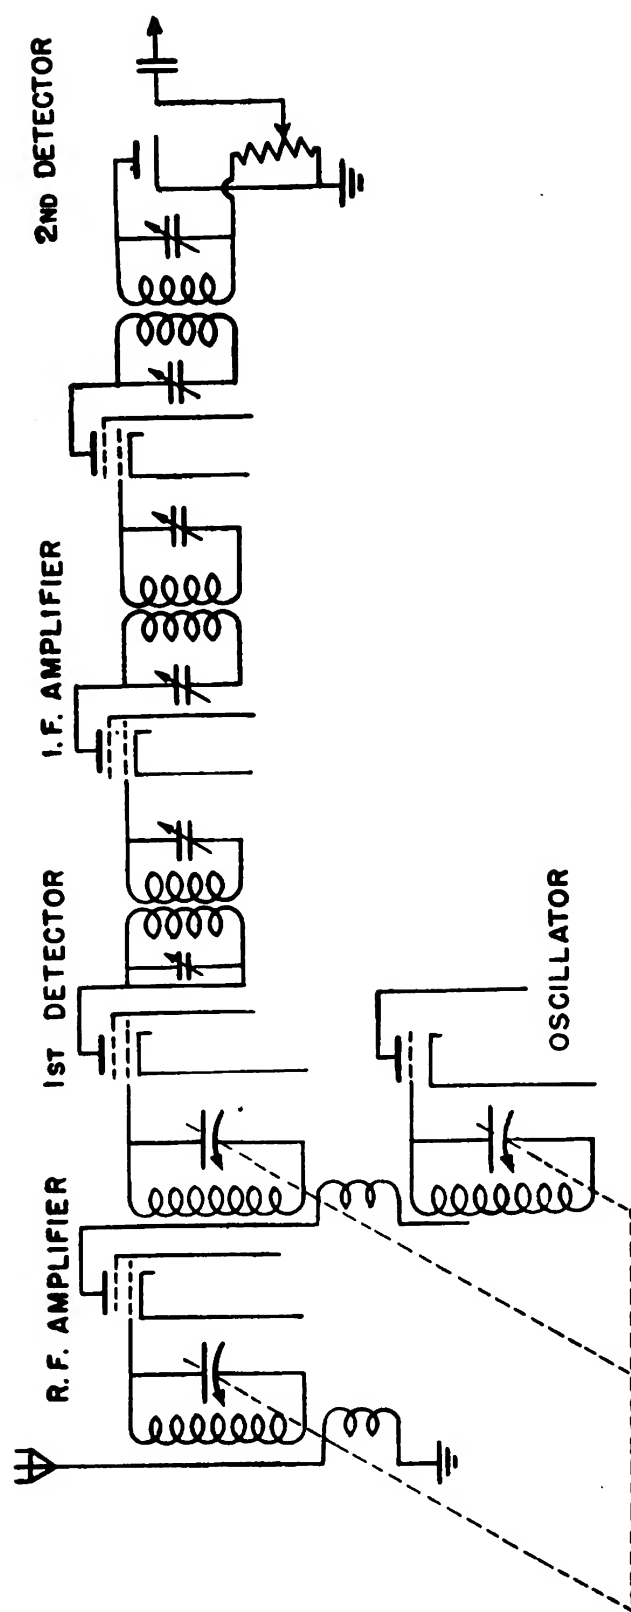 R.F. AMPLIFIER
1ST DETECTOR
I.F. AMPLIFIER
2ND DETECTOR
OSCILLATOR